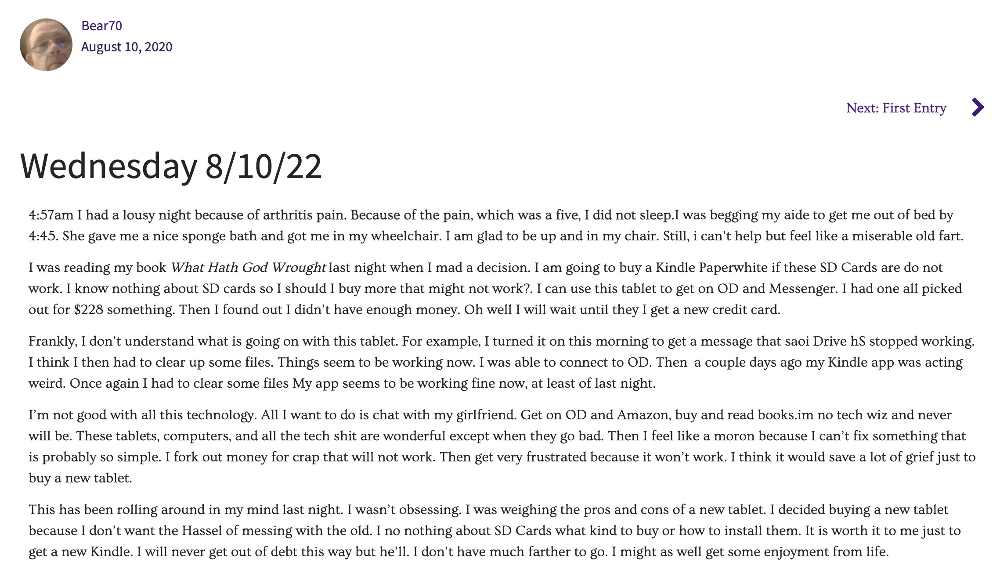 Bear70
August 10, 2020
Next: First Entry
Wednesday 8/10/22
4:57am I had a lousy night because of arthritis pain. Because of the pain, which was a five, I did not sleep.I was begging my aide to get me out of bed by
4:45. She gave me a nice sponge bath and got me in my wheelchair. I am glad to be up and in my chair. Still, i can’t help but feel like a miserable old fart.
I was reading my book What Hath God Wrought last night when I mad a decision. I am going to buy a Kindle Paperwhite if these SD Cards are do not
work. I know nothing about SD cards so I should I buy more that might not work?. I can use this tablet to get on OD and Messenger. I had one all picked
out for $228 something. Then I found out I didn’t have enough money. Oh well I will wait until they I get a new credit card.
Frankly, I don’t understand what is going on with this tablet. For example, I turned it on this morning to get a message that saoi Drive hS stopped working.
I think I then had to clear up some files. Things seem to be working now. I was able to connect to OD. Then  a couple days ago my Kindle app was acting
weird. Once again I had to clear some files My app seems to be working fine now, at least of last night.
I’m not good with all this technology. All I want to do is chat with my girlfriend. Get on OD and Amazon, buy and read books.im no tech wiz and never
will be. These tablets, computers, and all the tech shit are wonderful except when they go bad. Then I feel like a moron because I can’t fix something that
is probably so simple. I fork out money for crap that will not work. Then get very frustrated because it won’t work. I think it would save a lot of grief just to
buy a new tablet.
This has been rolling around in my mind last night. I wasn’t obsessing. I was weighing the pros and cons of a new tablet. I decided buying a new tablet
because I don’t want the Hassel of messing with the old. I no nothing about SD Cards what kind to buy or how to install them. It is worth it to me just to
get a new Kindle. I will never get out of debt this way but he’ll. I don’t have much farther to go. I might as well get some enjoyment from life.